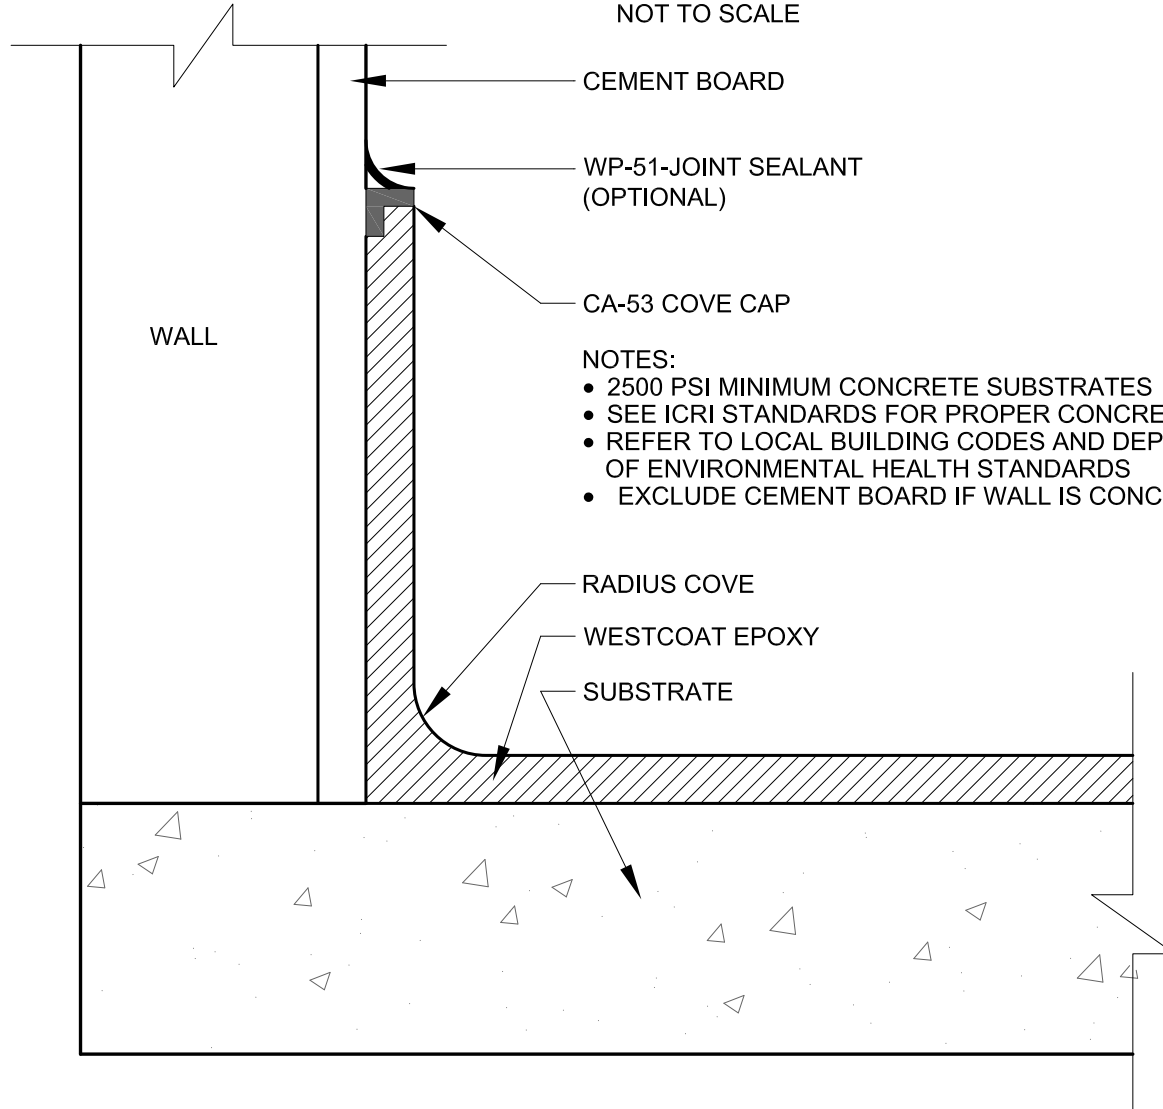 NOT TO SCALE
CEMENT BOARD
WP-51-JOINT SEALANT
(OPTIONAL)
CA-53 COVE CAP
WALL
NOTES:
• 2500 PSI MINIMUM CONCRETE SUBSTRATES
• SEE ICRI STANDARDS FOR PROPER CONCRE
• REFER TO LOCAL BUILDING CODES AND DEP
OF ENVIRONMENTAL HEALTH STANDARDS
• EXCLUDE CEMENT BOARD IF WALL IS CONC
RADIUS COVE
WESTCOAT EPOXY
SUBSTRATE